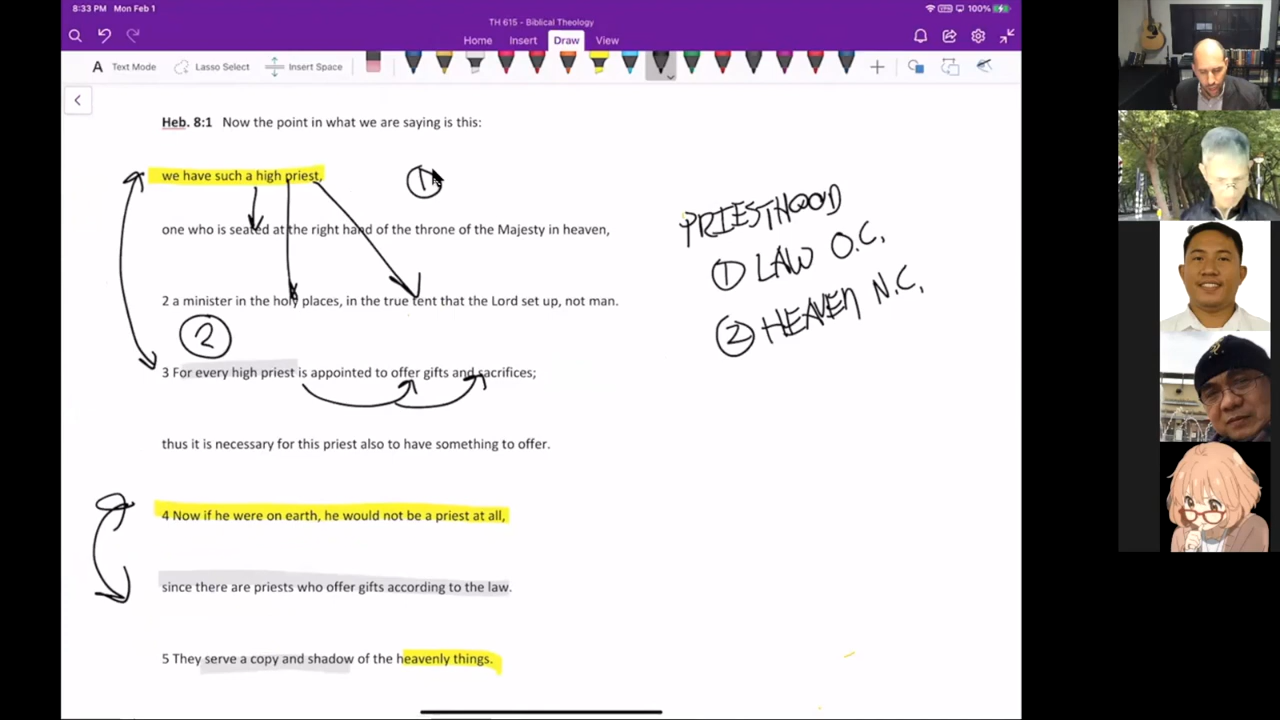 8:33 PM Mon Feb 1
100%
TH 615 - Biblical Theology
Home Insert Draw View
A Text Mode Lasso Select Insert Space
Heb. 8:1 Now the point in what we are saying is this:
we have such a high priest,
1
one who is seated at the right hand of the throne of the Majesty in heaven,
2 a minister in the holy places, in the true tent that the Lord set up, not man.
2
3 For every high priest is appointed to offer gifts and sacrifices;
thus it is necessary for this priest also to have something to offer.
4 Now if he were on earth, he would not be a priest at all,
since there are priests who offer gifts according to the law.
5 They serve a copy and shadow of the heavenly things.
PRIESTHOOD
1 LAW O.C.
2 HEAVEN N.C.